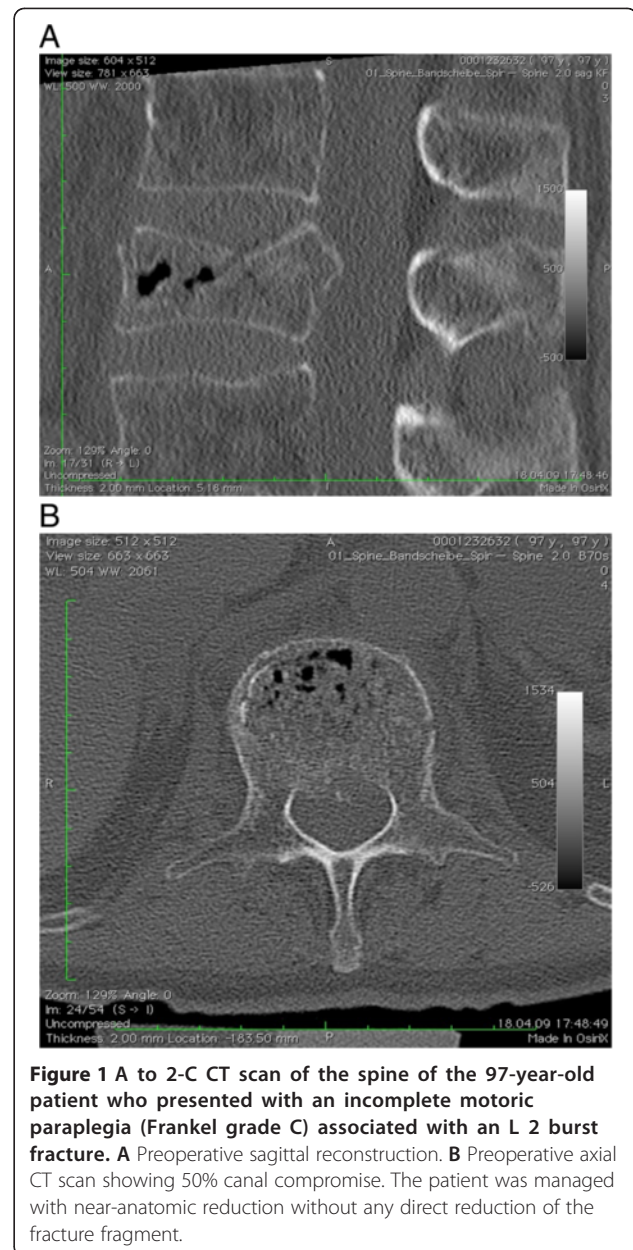 A
Image size: 604 x 512
View size: 781 x 663
WL: 500 WW: 2000
S
0001232632 ( 97 y, 97 y )
01_Spine_Bandscheibe_Spir — Spine 2.0 sag KF
0
3
1500
500
-500
A
P
Zoom: 129% Angle: 0
Im: 17/31 (R -> L)
Uncompressed
Thickness: 2.00 mm Location: 5.16 mm
I
18.04.09 17:48:46
Made In OsiriX
B
Image size: 512 x 512
View size: 663 x 663
WL: 504 WW: 2061
A
0001232632 ( 97 y, 97 y )
01_Spine_Bandscheibe_Spir — Spine 2.0 B70s
0
4
1534
504
-526
R
Zoom: 129% Angle: 0
Im: 24/54 (S -> I)
Uncompressed
Thickness: 2.00 mm Location: -183.50 mm
P
18.04.09 17:48:49
Made In OsiriX
Figure 1 A to 2-C CT scan of the spine of the 97-year-old
patient who presented with an incomplete motoric
paraplegia (Frankel grade C) associated with an L 2 burst
fracture. A Preoperative sagittal reconstruction. B Preoperative axial
CT scan showing 50% canal compromise. The patient was managed
with near-anatomic reduction without any direct reduction of the
fracture fragment.